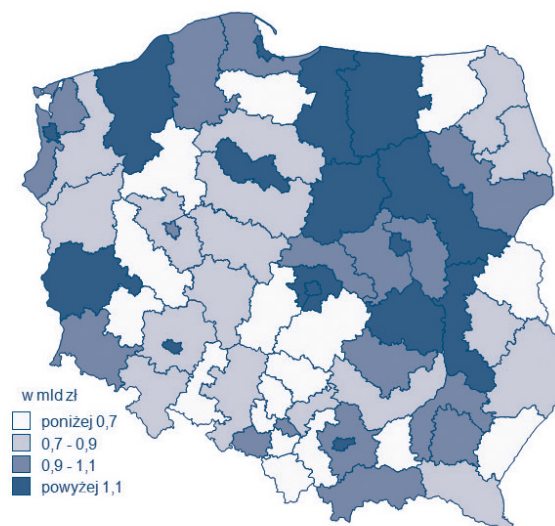 w mld zł
poniżej 0,7
0,7 - 0,9
0,9 - 1,1
powyżej 1,1